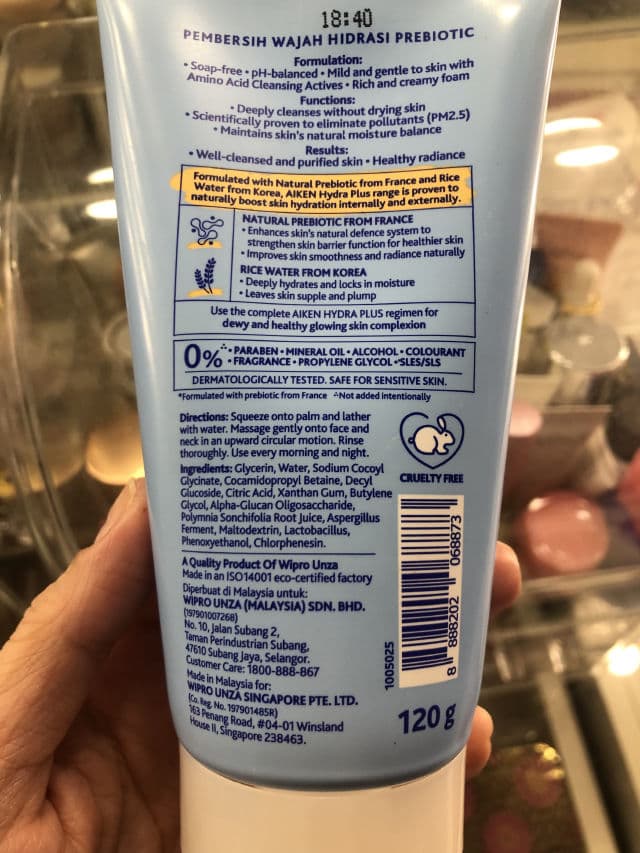 18:40
PEMBERSIH WAJAH HIDRASI PREBIOTIC
Formulation:
• Soap-free • pH-balanced • Mild and gentle to skin with
Amino Acid Cleansing Actives • Rich and creamy foam
Functions:
• Deeply cleanses without drying skin
• Scientifically proven to eliminate pollutants (PM2.5)
• Maintains skin's natural moisture balance
Results:
• Well-cleansed and purified skin • Healthy radiance
Formulated with Natural Prebiotic from France and Rice
Water from Korea, AIKEN Hydra Plus range is proven to
naturally boost skin hydration internally and externally.
NATURAL PREBIOTIC FROM FRANCE
• Enhances skin's natural defence system to
strengthen skin barrier function for healthier skin
• Improves skin smoothness and radiance naturally
RICE WATER FROM KOREA
• Deeply hydrates and locks in moisture
• Leaves skin supple and plump
Use the complete AIKEN HYDRA PLUS regimen for
dewy and healthy glowing skin complexion
0% • PARABEN • MINERAL OIL • ALCOHOL • COLOURANT
• FRAGRANCE • PROPYLENE GLYCOL • SLES/SLS
DERMATOLOGICALLY TESTED. SAFE FOR SENSITIVE SKIN.
*Formulated with prebiotic from France ^Not added intentionally
Directions: Squeeze onto palm and lather
with water. Massage gently onto face and
neck in an upward circular motion. Rinse
thoroughly. Use every morning and night.
CRUELTY FREE
Ingredients: Glycerin, Water, Sodium Cocoyl
Glycinate, Cocamidopropyl Betaine, Decyl
Glucoside, Citric Acid, Xanthan Gum, Butylene
Glycol, Alpha-Glucan Oligosaccharide,
Polymnia Sonchifolia Root Juice, Aspergillus
Ferment, Maltodextrin, Lactobacillus,
Phenoxyethanol, Chlorphenesin.
A Quality Product Of Wipro Unza
Made in an ISO14001 eco-certified factory
Diperbuat di Malaysia untuk:
WIPRO UNZA (MALAYSIA) SDN. BHD.
(197901007268)
No. 10, Jalan Subang 2,
Taman Perindustrian Subang,
47610 Subang Jaya, Selangor.
Customer Care: 1800-888-867
Made in Malaysia for:
WIPRO UNZA SINGAPORE PTE. LTD.
(Co. Reg. No. 197901485R)
163 Penang Road, #04-01 Winsland
House II, Singapore 238463.
1005025
8 888202 068873
120 g